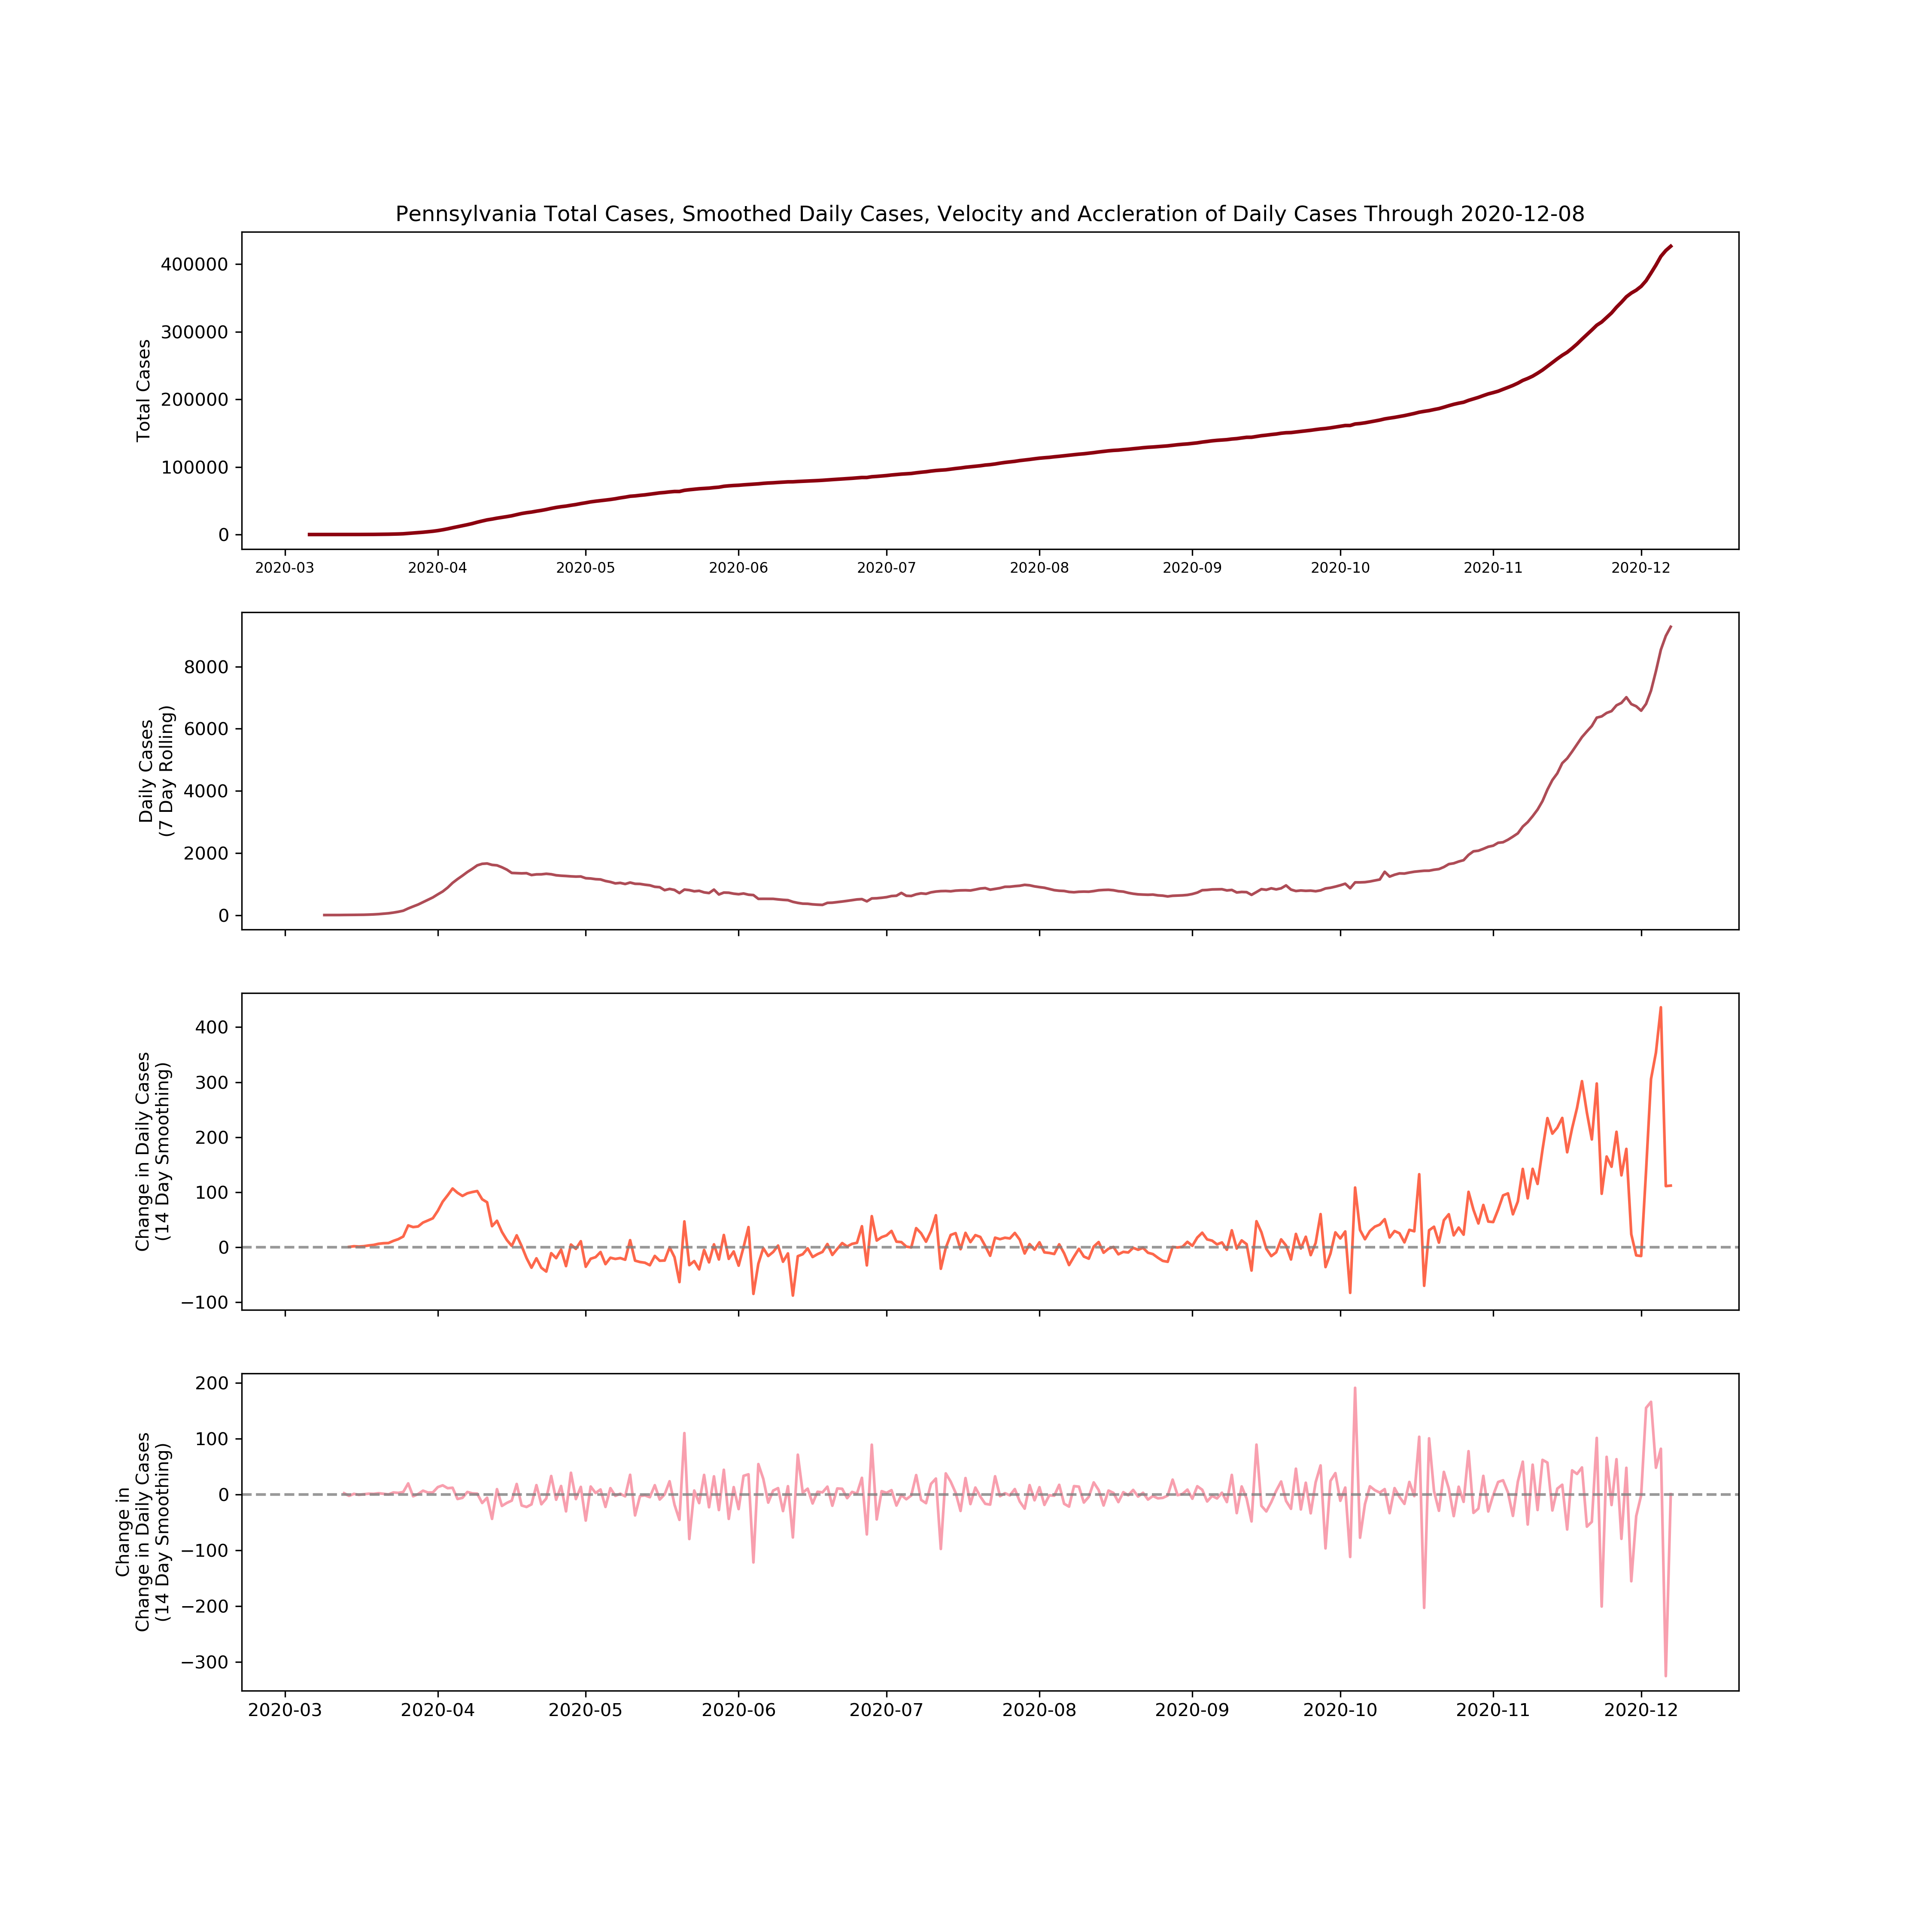 Pennsylvania Total Cases, Smoothed Daily Cases, Velocity and Accleration of Daily Cases Through 2020-12-08
Total Cases
400000
300000
200000
100000
0
2020-03 2020-04 2020-05 2020-06 2020-07 2020-08 2020-09 2020-10 2020-11 2020-12
Daily Cases
(7 Day Rolling)
8000
6000
4000
2000
0
Change in Daily Cases
(14 Day Smoothing)
400
300
200
100
0
−100
Change in
Change in Daily Cases
(14 Day Smoothing)
200
100
0
−100
−200
−300
2020-03 2020-04 2020-05 2020-06 2020-07 2020-08 2020-09 2020-10 2020-11 2020-12